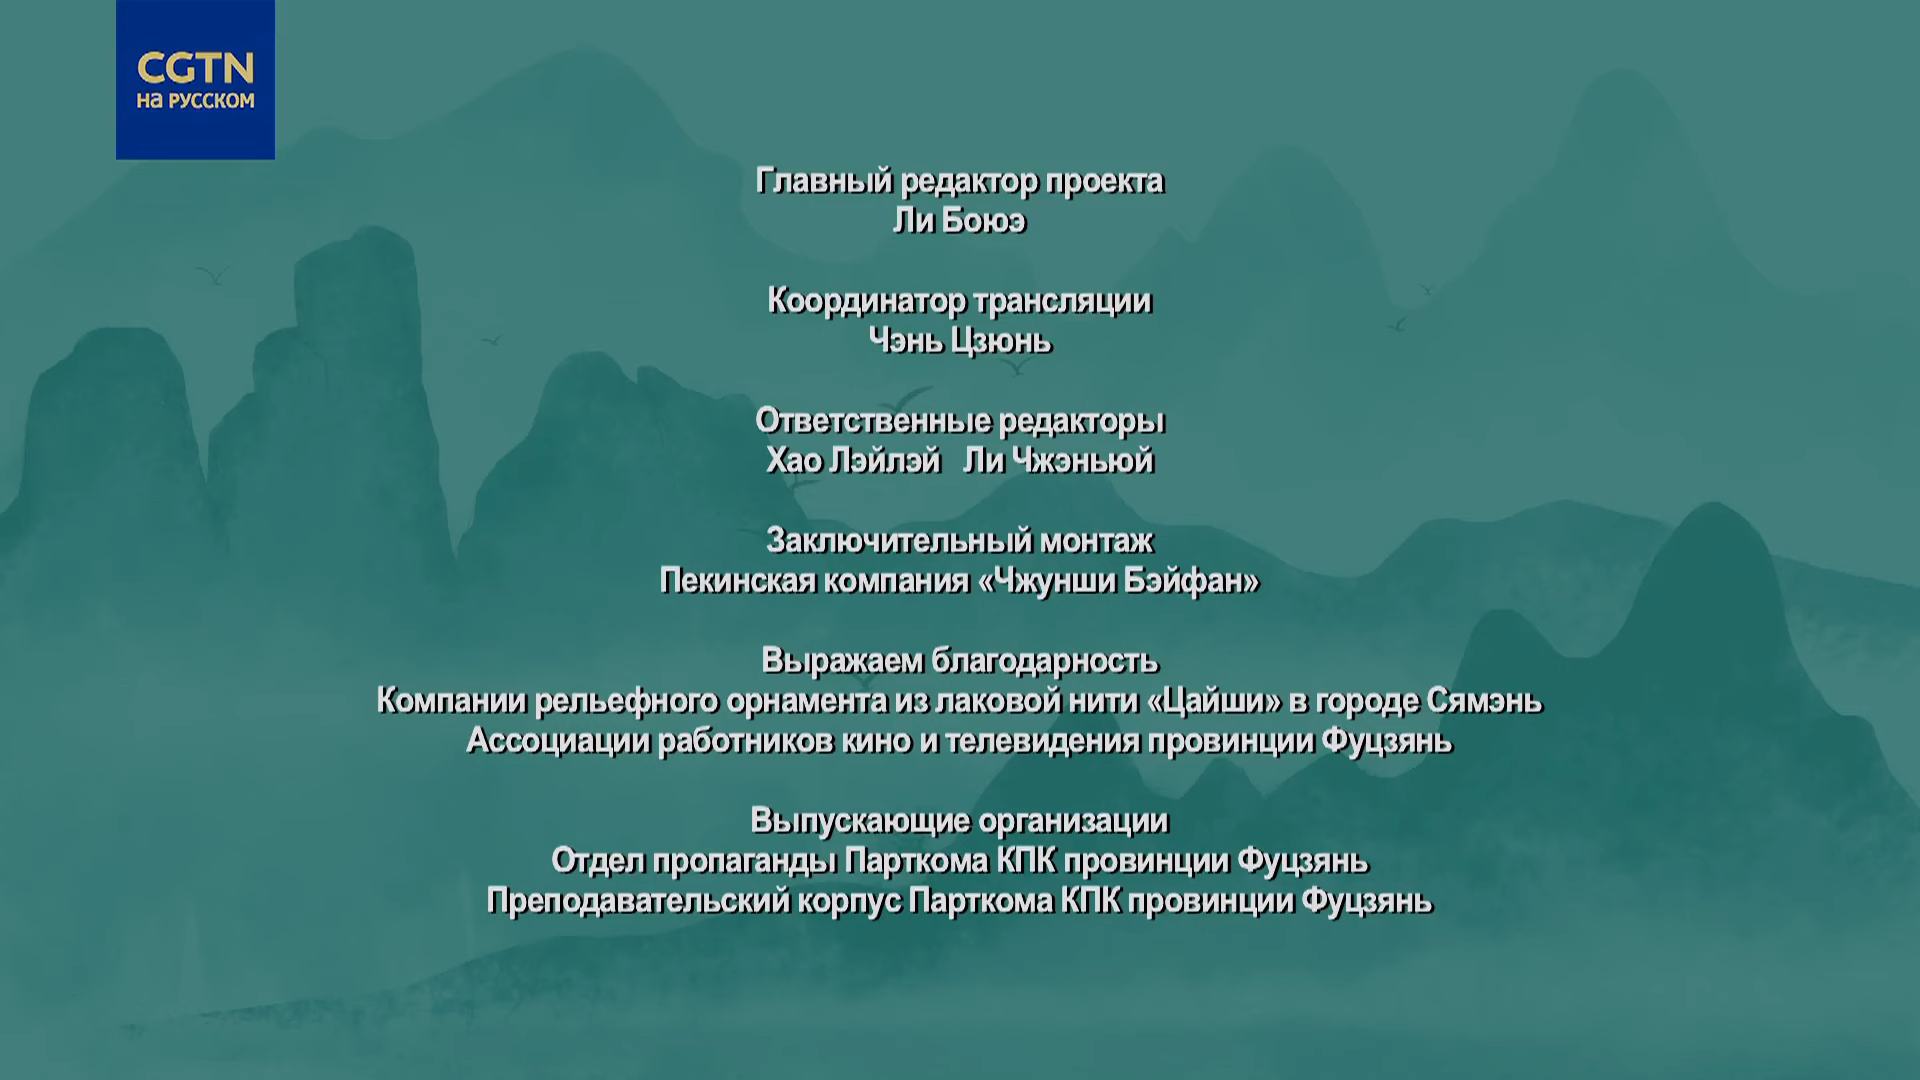 CGTN
на русском
Главный редактор проекта
Ли Боюэ
Координатор трансляции
Чэнь Цзюнь
Ответственные редакторы
Хао Лэйлэй   Ли Чжэньюй
Заключительный монтаж
Пекинская компания «Чжунши Бэйфан»
Выражаем благодарность
Компании рельефного орнамента из лаковой нити «Цайши» в городе Сямэнь
Ассоциации работников кино и телевидения провинции Фуцзянь
Выпускающие организации
Отдел пропаганды Парткома КПК провинции Фуцзянь
Преподавательский корпус Парткома КПК провинции Фуцзянь